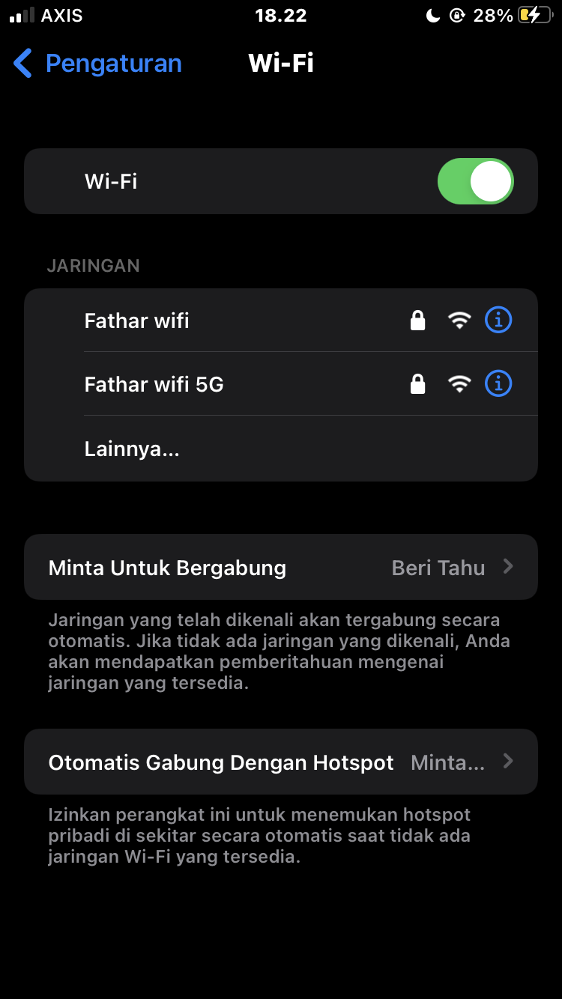 AXIS 18.22 28%
Pengaturan Wi-Fi
Wi-Fi
JARINGAN
Fathar wifi
Fathar wifi 5G
Lainnya...
Minta Untuk Bergabung Beri Tahu
Jaringan yang telah dikenali akan tergabung secara
otomatis. Jika tidak ada jaringan yang dikenali, Anda
akan mendapatkan pemberitahuan mengenai
jaringan yang tersedia.
Otomatis Gabung Dengan Hotspot Minta...
Izinkan perangkat ini untuk menemukan hotspot
pribadi di sekitar secara otomatis saat tidak ada
jaringan Wi-Fi yang tersedia.